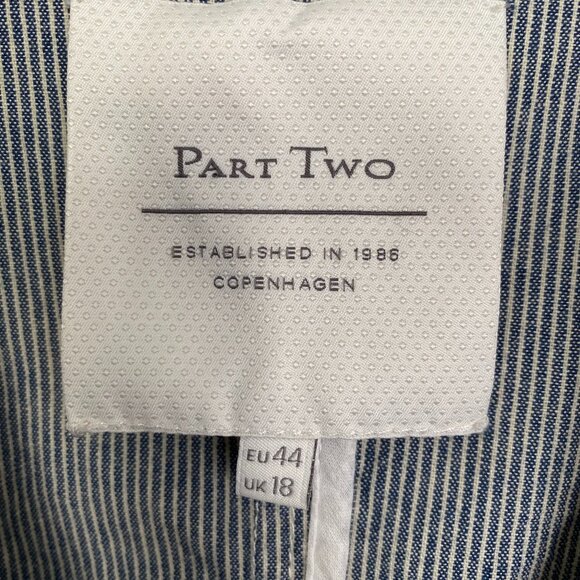 PART TWO
ESTABLISHED IN 1986
COPENHAGEN
EU 44
UK 18